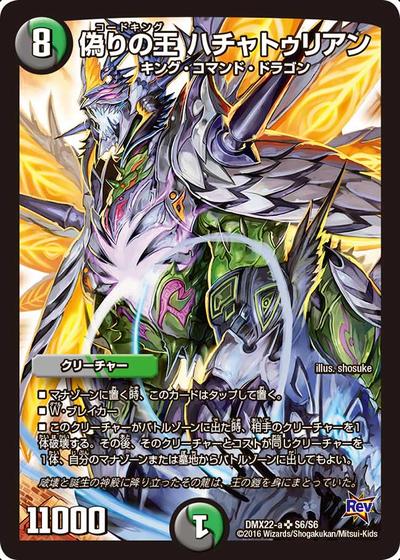 8
コードキング
偽りの王 ハチャトゥリアン
キング・コマンド・ドラゴン
illus. shosuke
クリーチャー
■ マナゾーンに置く時、このカードはタップして置く。
■ W・ブレイカー
■ このクリーチャーがバトルゾーンに出た時、相手のクリーチャーを1
体破壊する。その後、そのクリーチャーとコストが同じクリーチャーを
1体、自分のマナゾーンまたは墓地からバトルゾーンに出してもよい。
破壊と誕生の神殿に降り立ったその龍は、王の鎧を身にまとっていた。
Rev
11000
1
DMX22-a S6/S6
©2016 Wizards/Shogakukan/Mitsui-Kids